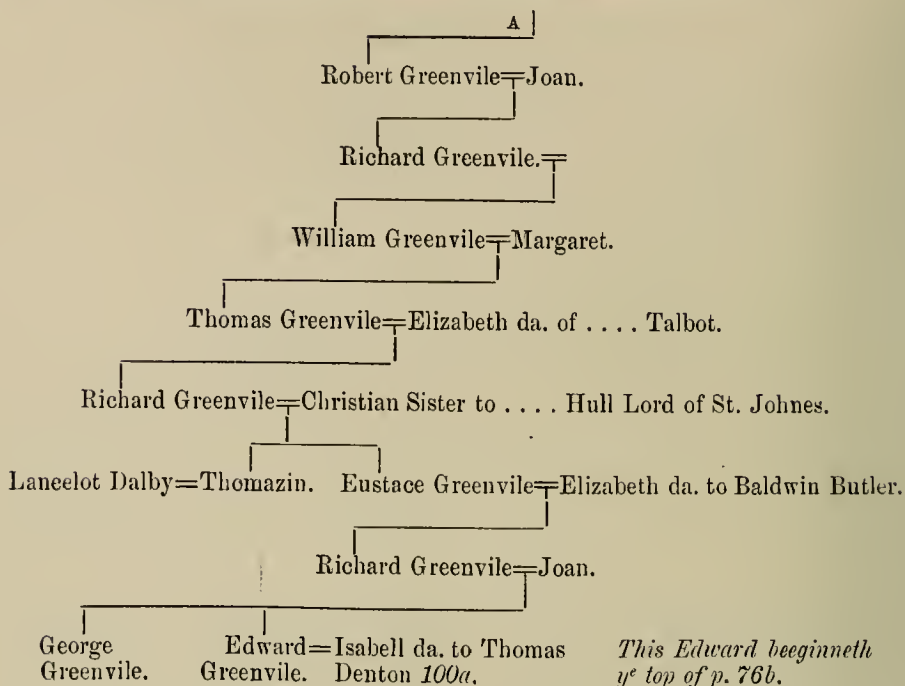 A
Robert Greenvile=Joan.
Richard Greenvile.=
William Greenvile=Margaret.
Thomas Greenvile=Elizabeth da. of . . . . Talbot.
Richard Greenvile=Christian Sister to . . . . Hull Lord of St. Johnes.
Lancelot Dalby=Thomazin. Eustace Greenvile=Elizabeth da. to Baldwin Butler.
Richard Greenvile=Joan.
George Edward=Isabell da. to Thomas This Edward beeginneth
Greenvile. Greenvile. Denton 100a. yᵉ top of p. 76b.